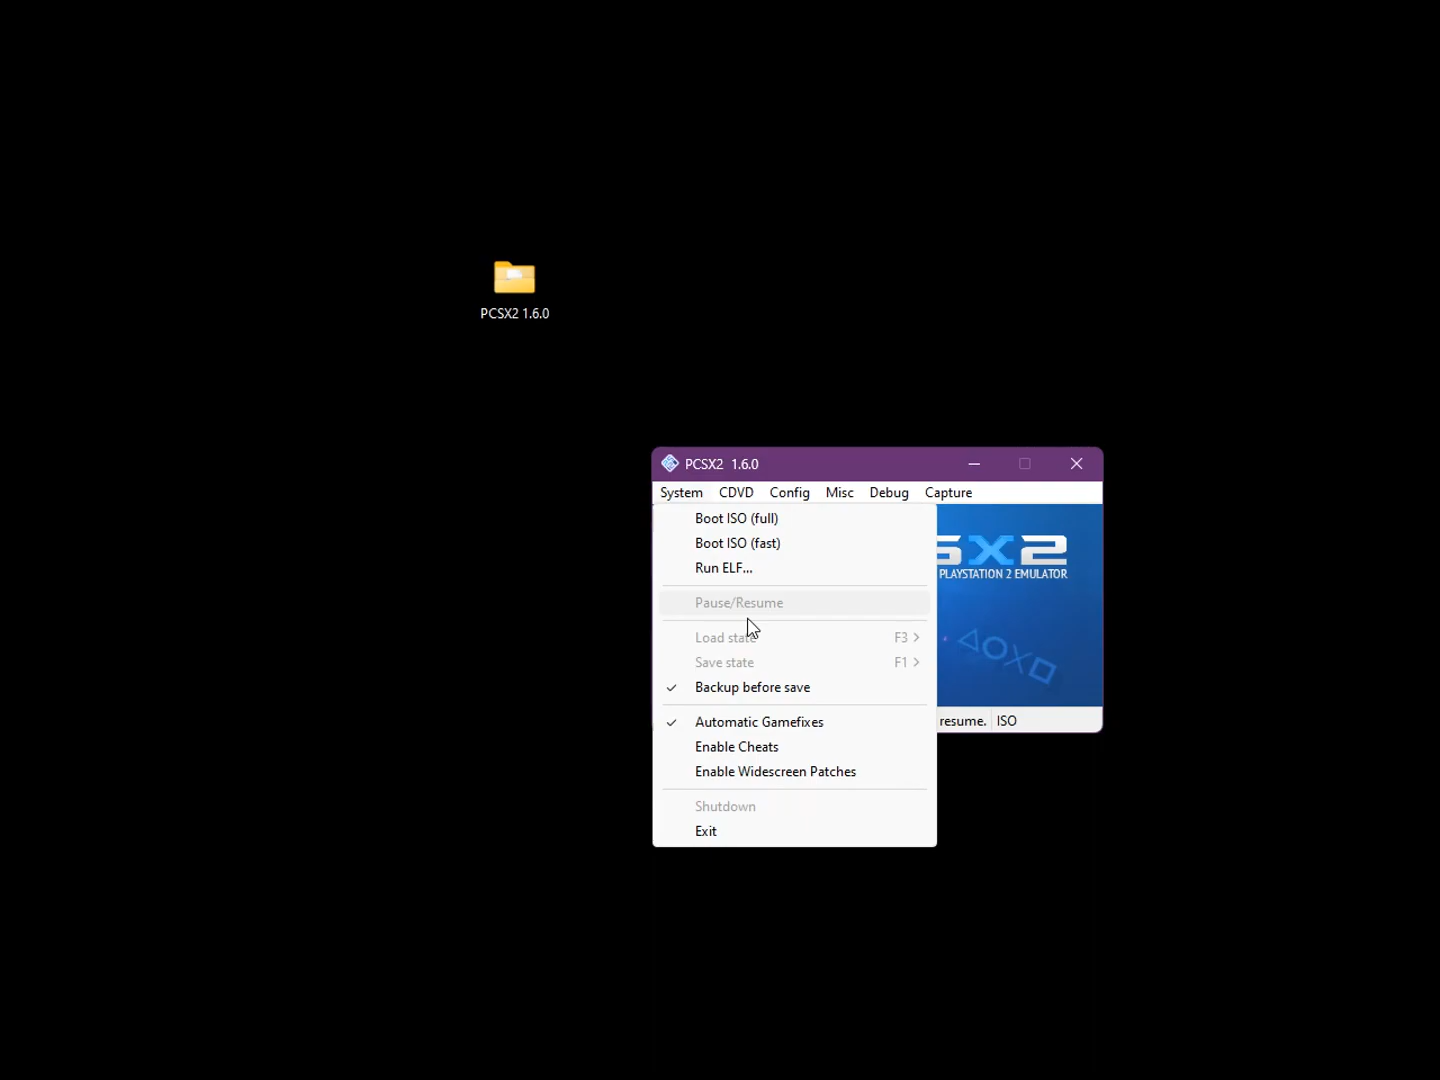 PCSX2 1.6.0
PCSX2 1.6.0
System CDVD Config Misc Debug Capture
Boot ISO (full)
Boot ISO (fast)
Run ELF...
Pause/Resume
Load state F3
Save state F1
Backup before save
Automatic Gamefixes
Enable Cheats
Enable Widescreen Patches
Shutdown
Exit
SX2
PLAYSTATION 2 EMULATOR
resume. ISO